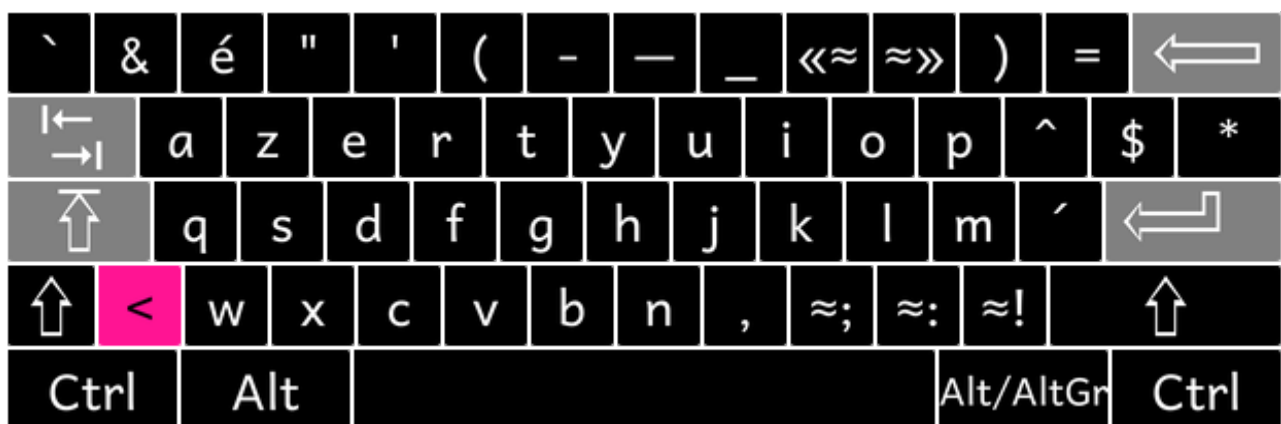 ` & é " ' ( - — _ «≈ ≈» ) =
a z e r t y u i o p ^ $ *
q s d f g h j k l m ´
< w x c v b n , ≈; ≈: ≈!
Ctrl Alt Alt/AltGr Ctrl